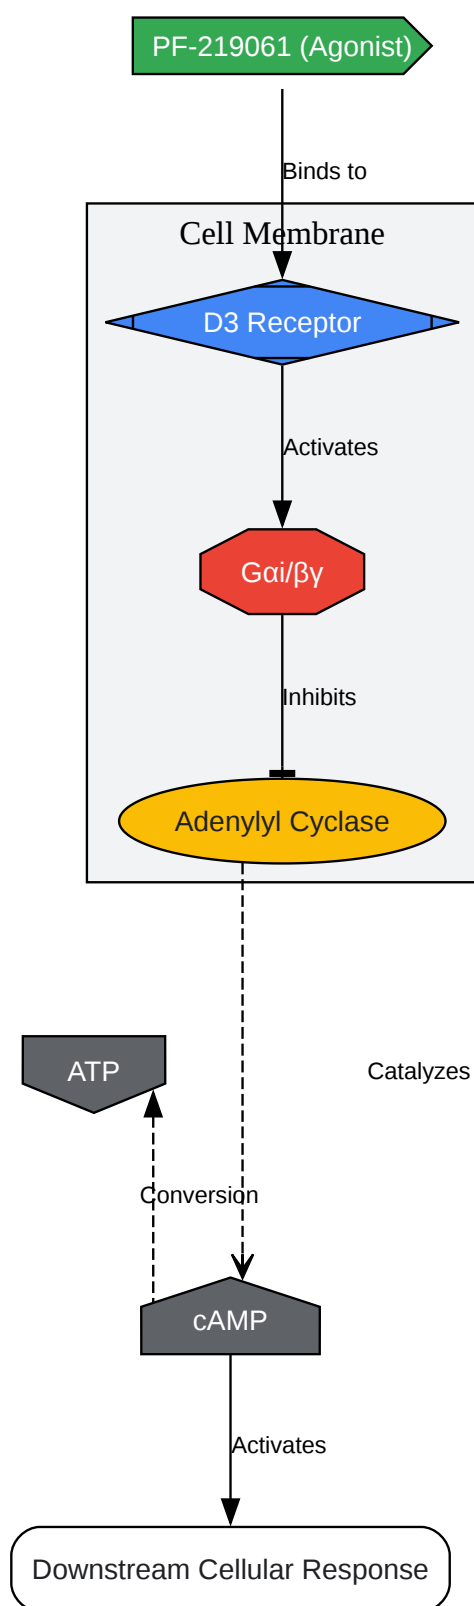 PF-219061 (Agonist)
Binds to
Cell Membrane
D3 Receptor
Activates
Gαi/βγ
Inhibits
Adenylyl Cyclase
ATP
Catalyzes
Conversion
cAMP
Activates
Downstream Cellular Response